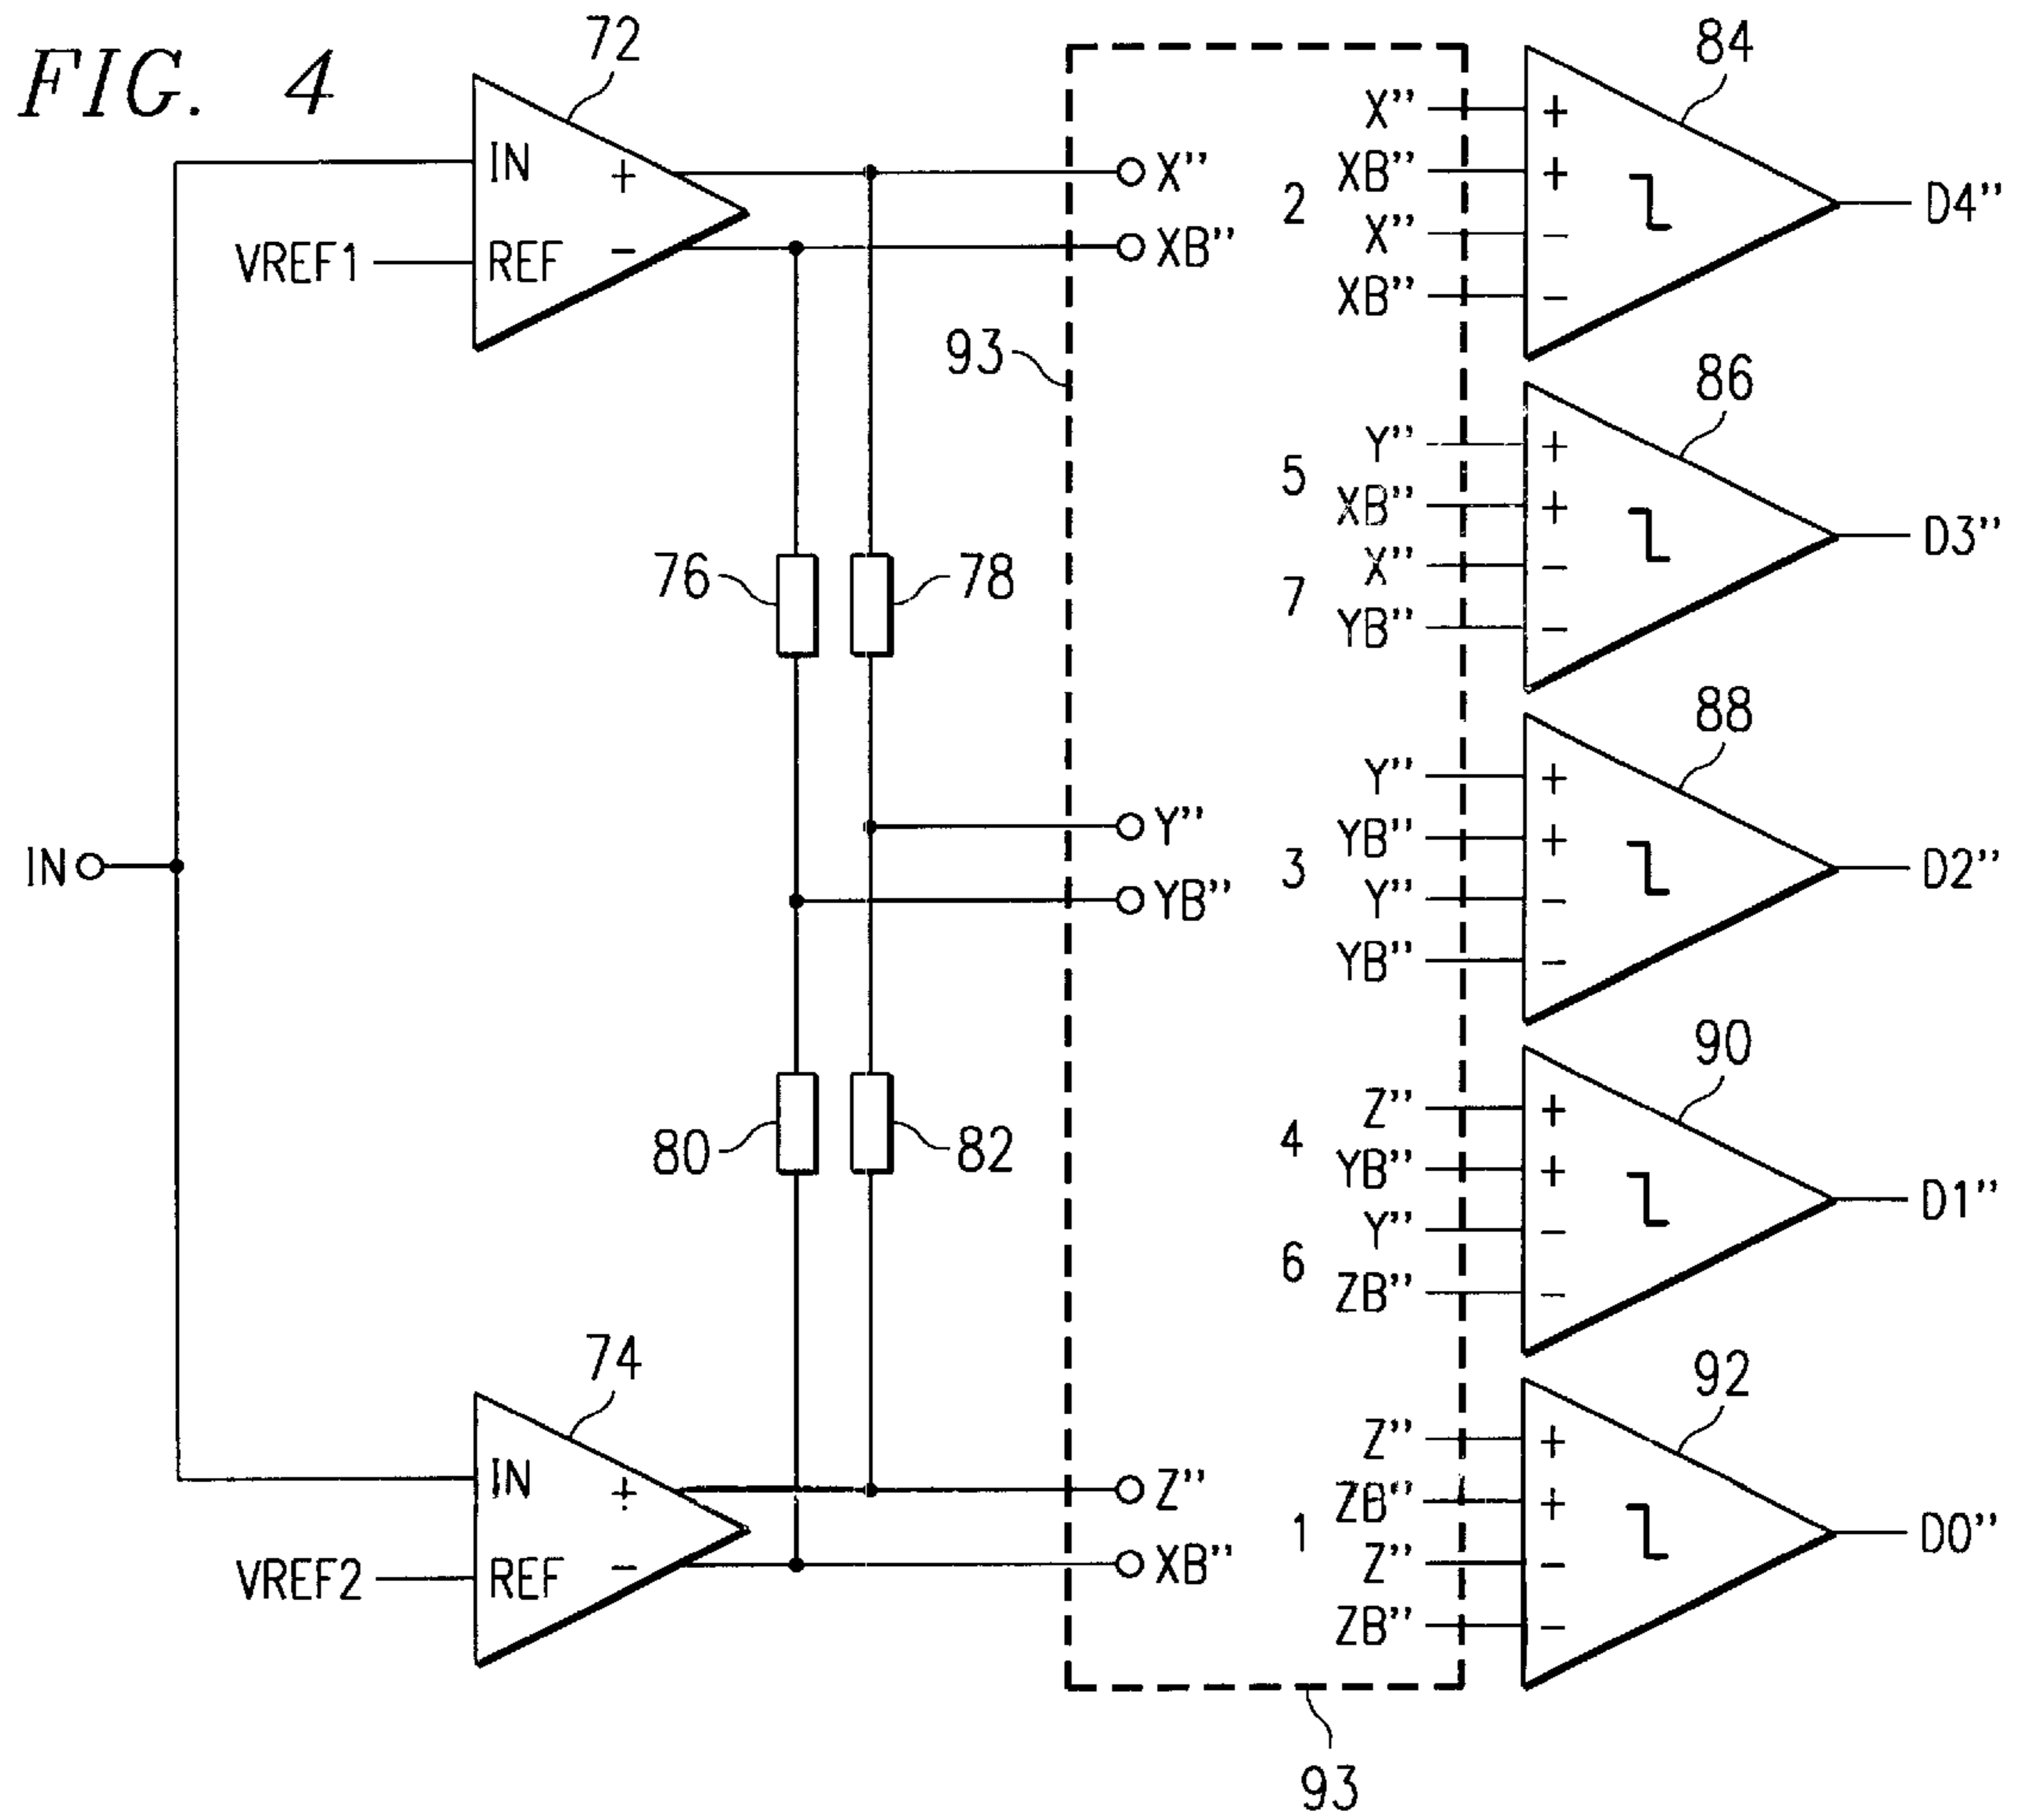 FIG. 4
72
IN
+
REF
−
VREF1
X”
XB”
93
76
78
IN
Y”
YB”
80
82
74
IN
+
REF
−
VREF2
Z”
XB”
93
84
X” +
XB” +
2
X” −
XB” −
D4”
86
Y” +
5
XB” +
X” −
7
YB” −
D3”
88
Y” +
YB” +
3
Y” −
YB” −
D2”
90
Z” +
4
YB” +
Y” −
6
ZB” −
D1”
92
Z” +
ZB” +
1
Z” −
ZB” −
D0”